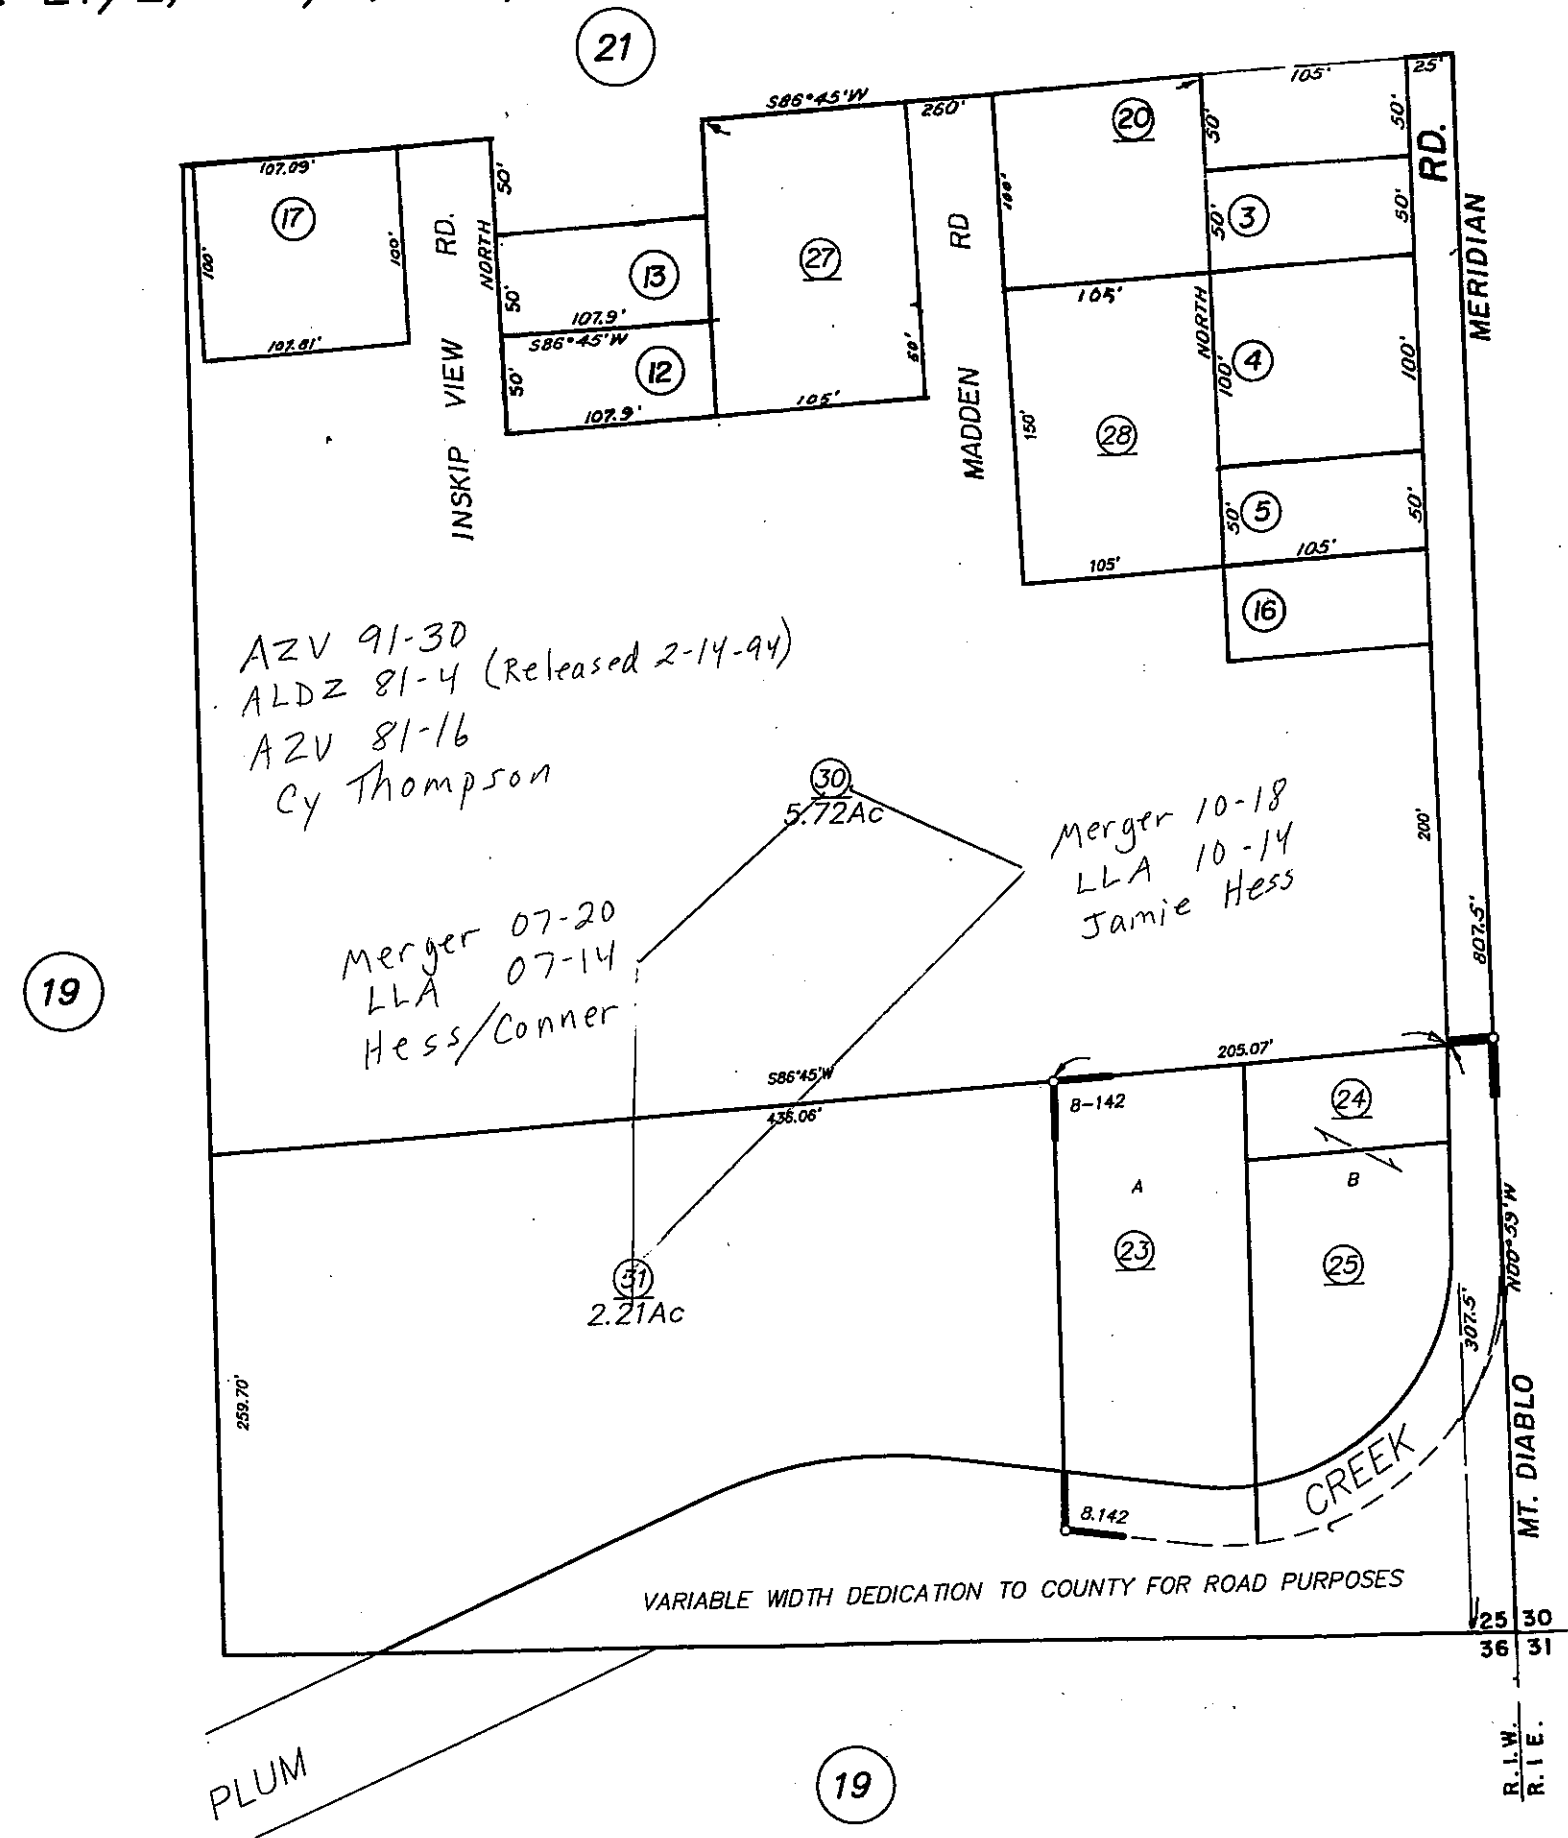 21
S86°45'W
260'
105'
25'
20
50'
50'
RD.
107.09'
17
100'
100'
107.81'
INSKIP VIEW RD.
NORTH
50'
50'
13
107.9'
S86°45'W
50'
12
107.9'
27
50'
105'
MADDEN RD
100'
105'
50'
3
50'
NORTH
100'
4
100'
MERIDIAN
150'
28
105'
50'
5
50'
105'
16
AZV 91-30
ALDZ 81-4 (Released 2-14-94)
AZV 81-16
Cy Thompson
30
5.72Ac
Merger 10-18
LLA 10-14
Jamie Hess
200'
807.5'
Merger 07-20
LLA 07-14
Hess/Conner
19
S86°45'W
436.06'
205.07'
8-142
24
A
B
23
25
N00°59'W
307.5'
31
2.21Ac
259.70'
CREEK
MT. DIABLO
8.142
VARIABLE WIDTH DEDICATION TO COUNTY FOR ROAD PURPOSES
25 30
36 31
PLUM
19
R.I.W.
R.I E.